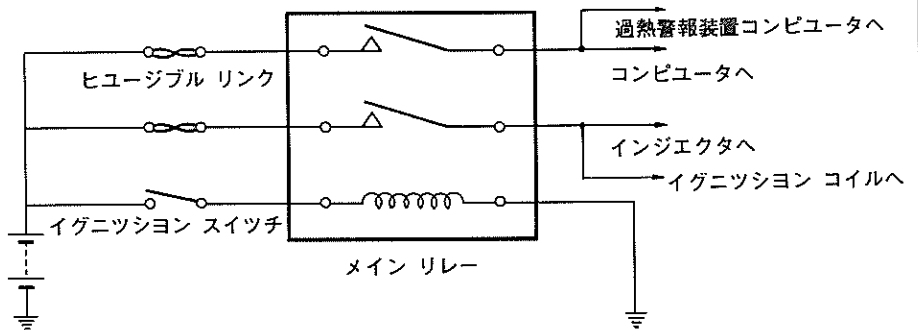 過熱警報装置コンピユータへ
コンピユータへ
ヒユージブル リンク
インジエクタへ
イグニツシヨン コイルへ
イグニツシヨン スイツチ
メイン リレー